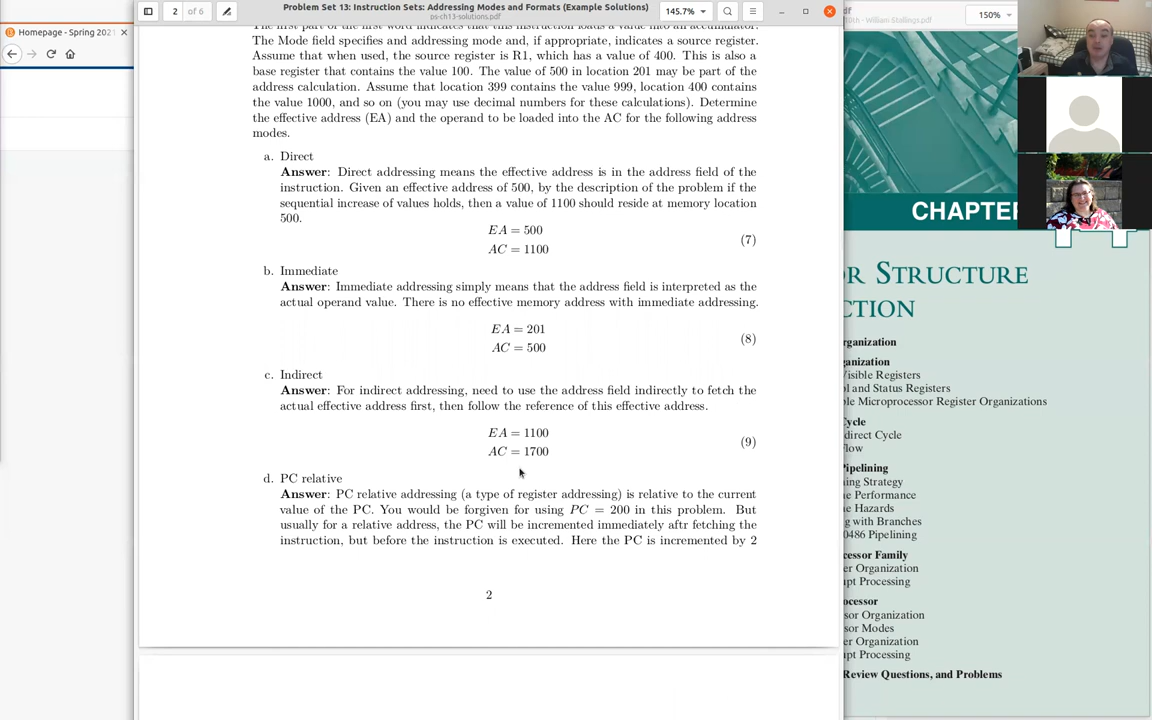 Homepage - Spring 2021
2 of 6
Problem Set 13: Instruction Sets: Addressing Modes and Formats (Example Solutions)
ps-ch13-solutions.pdf
145.7%
William Stallings.pdf
150%
The Mode field specifies and addressing mode and, if appropriate, indicates a source register.
Assume that when used, the source register is R1, which has a value of 400. This is also a
base register that contains the value 100. The value of 500 in location 201 may be part of the
address calculation. Assume that location 399 contains the value 999, location 400 contains
the value 1000, and so on (you may use decimal numbers for these calculations). Determine
the effective address (EA) and the operand to be loaded into the AC for the following address
modes.
a. Direct
Answer: Direct addressing means the effective address is in the address field of the
instruction. Given an effective address of 500, by the description of the problem if the
sequential increase of values holds, then a value of 1100 should reside at memory location
500.
EA = 500
AC = 1100
(7)
b. Immediate
Answer: Immediate addressing simply means that the address field is interpreted as the
actual operand value. There is no effective memory address with immediate addressing.
EA = 201
AC = 500
(8)
c. Indirect
Answer: For indirect addressing, need to use the address field indirectly to fetch the
actual effective address first, then follow the reference of this effective address.
EA = 1100
AC = 1700
(9)
d. PC relative
Answer: PC relative addressing (a type of register addressing) is relative to the current
value of the PC. You would be forgiven for using PC = 200 in this problem. But
usually for a relative address, the PC will be incremented immediately aftr fetching the
instruction, but before the instruction is executed. Here the PC is incremented by 2
2
CHAPTE
R STRUCTURE
CTION
rganization
ganization
isible Registers
l and Status Registers
le Microprocessor Register Organizations
Cycle
direct Cycle
low
Pipelining
ning Strategy
ne Performance
ne Hazards
g with Branches
0486 Pipelining
ocessor Family
er Organization
upt Processing
ocessor
sor Organization
sor Modes
er Organization
upt Processing
Review Questions, and Problems